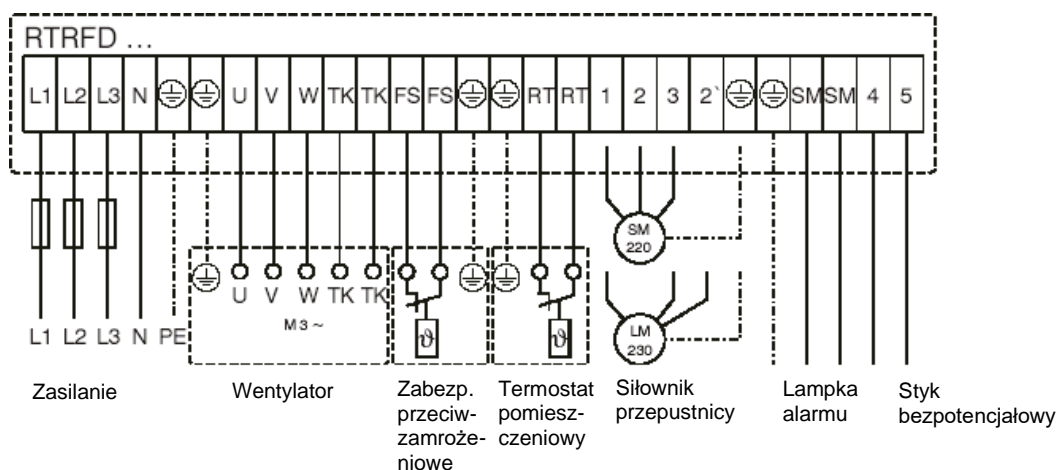 RTRFD ...
L1 L2 L3 N U V W TK TK FS FS RT RT 1 2 3 2` SM SM 4 5
SM
220
U V W TK TK
M 3 ~
ϑ ϑ
LM
230
L1 L2 L3 N PE
Zasilanie
Wentylator
Zabezp.
przeciw-
zamroże-
niowe
Termostat
pomiesz-
czeniowy
Siłownik
przepustnicy
Lampka
alarmu
Styk
bezpotencjałowy